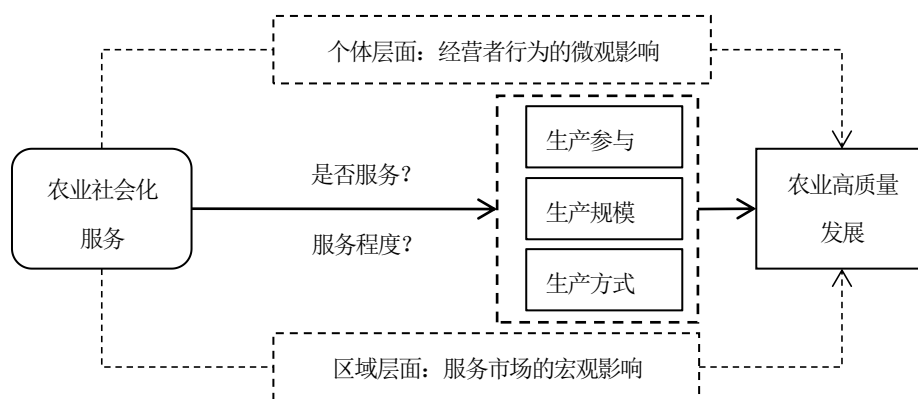 个体层面：经营者行为的微观影响
农业社会化
服务
是否服务？
服务程度？
生产参与
生产规模
生产方式
农业高质量
发展
区域层面：服务市场的宏观影响